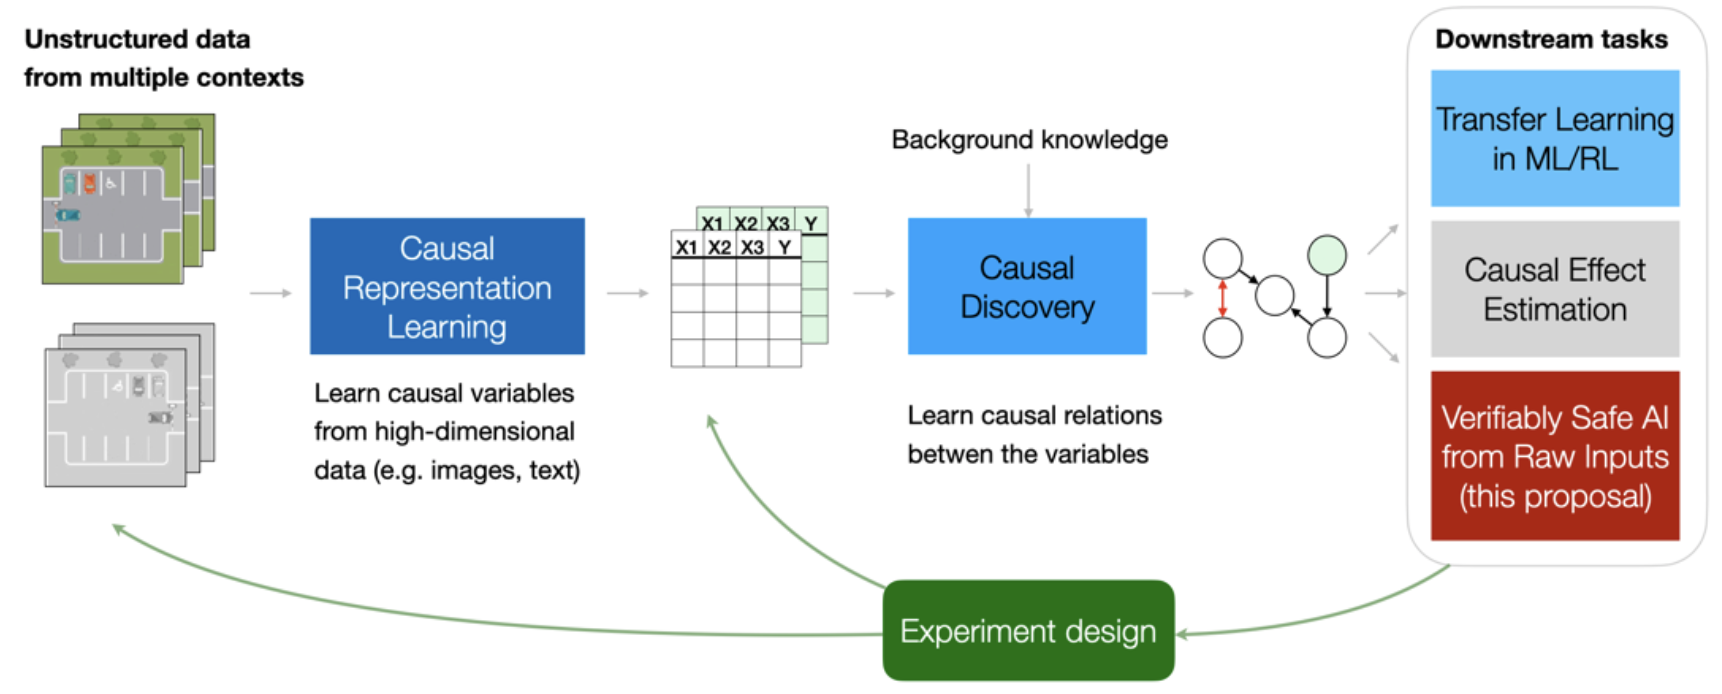 Unstructured data
from multiple contexts
Causal
Representation
Learning
Learn causal variables
from high-dimensional
data (e.g. images, text)
X1 X2 X3 Y
X1 X2 X3 Y
Background knowledge
Causal
Discovery
Learn causal relations
betwen the variables
Downstream tasks
Transfer Learning
in ML/RL
Causal Effect
Estimation
Verifiably Safe AI
from Raw Inputs
(this proposal)
Experiment design